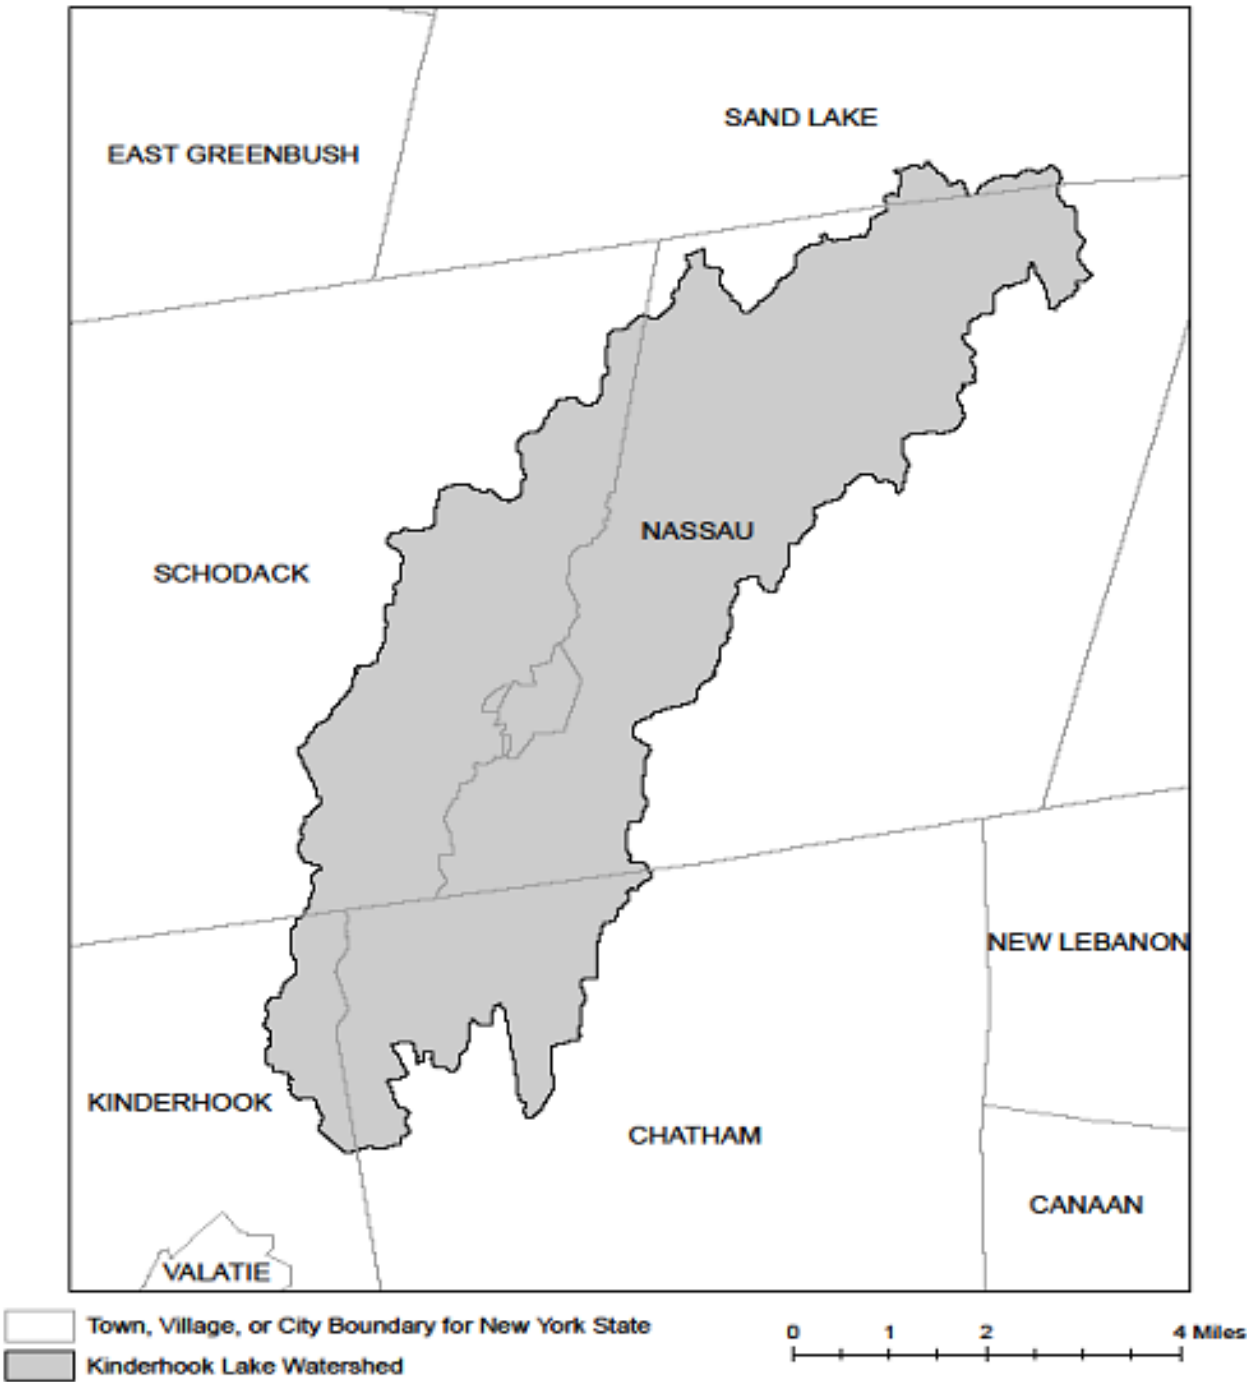 SAND LAKE
EAST GREENBUSH
NASSAU
SCHODACK
NEW LEBANON
KINDERHOOK
CHATHAM
CANAAN
VALATIE
Town, Village, or City Boundary for New York State
Kinderhook Lake Watershed
0 1 2 4 Miles